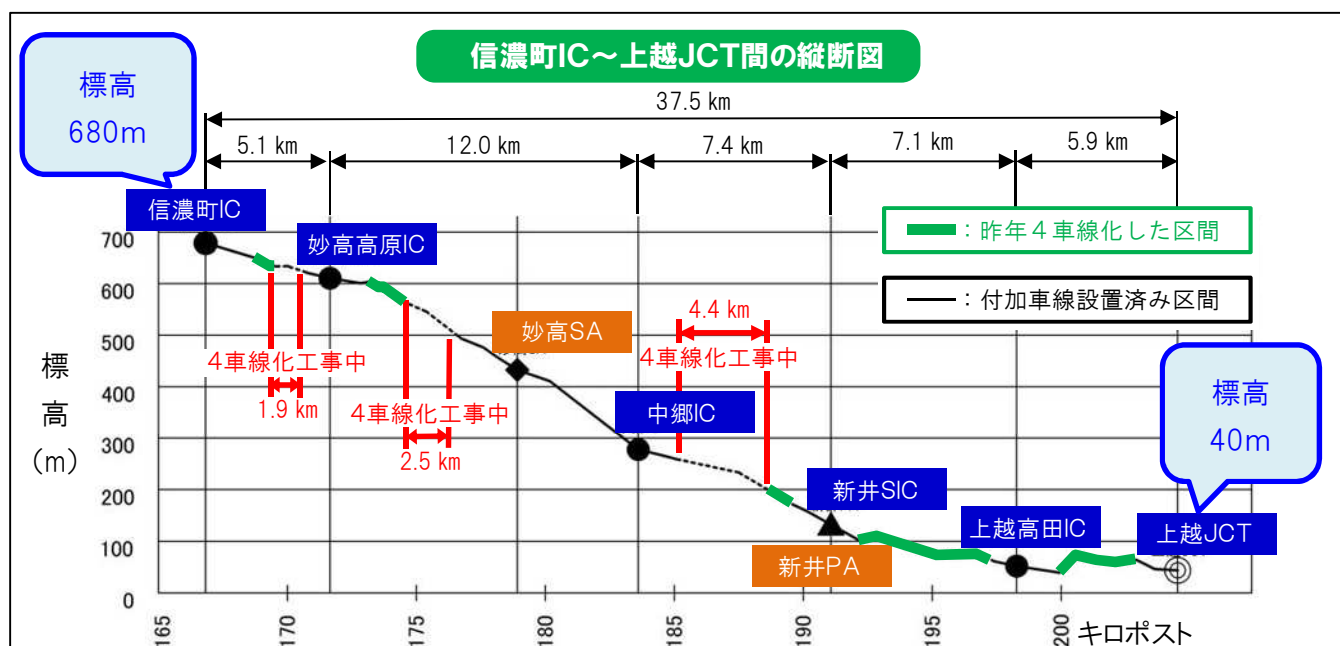 信濃町IC～上越JCT間の縦断図
標高
680m
37.5 km
5.1 km
12.0 km
7.4 km
7.1 km
5.9 km
信濃町IC
妙高高原IC
：昨年４車線化した区間
：付加車線設置済み区間
4.4 km
妙高SA
4車線化工事中
4車線化工事中
1.9 km
4車線化工事中
2.5 km
中郷IC
標高
40m
新井SIC
上越高田IC
上越JCT
新井PA
標高（m）
700
600
500
400
300
200
100
0
165
170
175
180
185
190
195
200
キロポスト